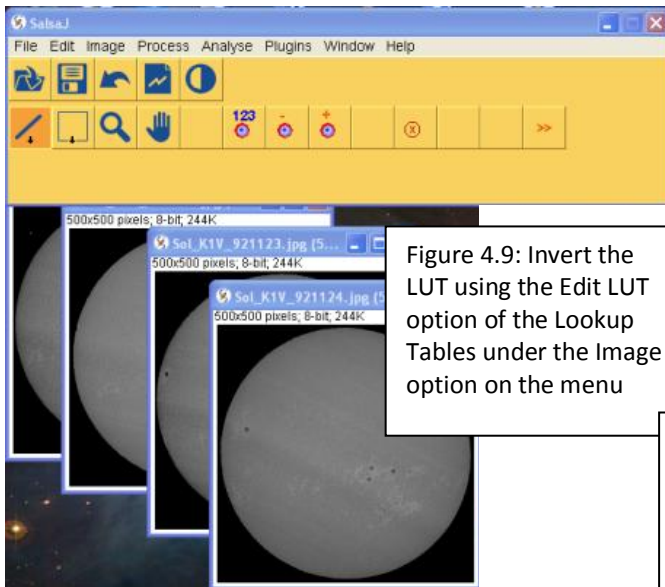 SalsaJ
File Edit Image Process Analyse Plugins Window Help
123
- +
>>
500x500 pixels; 8-bit; 244K
Sol_K1V_921123.jpg (5...
500x500 pixels; 8-bit; 244K
Sol_K1V_921124.jpg (5
500x500 pixels; 8-bit; 244K
Figure 4.9: Invert the
LUT using the Edit LUT
option of the Lookup
Tables under the Image
option on the menu